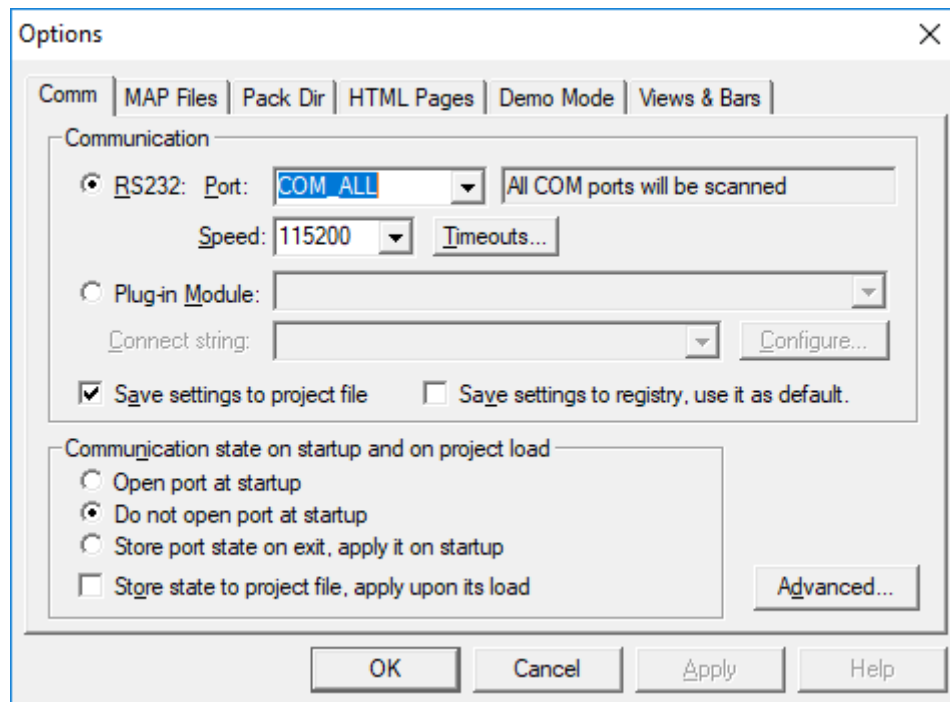 Options
Comm MAP Files Pack Dir HTML Pages Demo Mode Views & Bars
Communication
RS232: Port: COM_ALL All COM ports will be scanned
Speed: 115200 Timeouts...
Plug-in Module:
Connect string: Configure...
Save settings to project file Save settings to registry, use it as default.
Communication state on startup and on project load
Open port at startup
Do not open port at startup
Store port state on exit, apply it on startup
Store state to project file, apply upon its load Advanced...
OK Cancel Apply Help